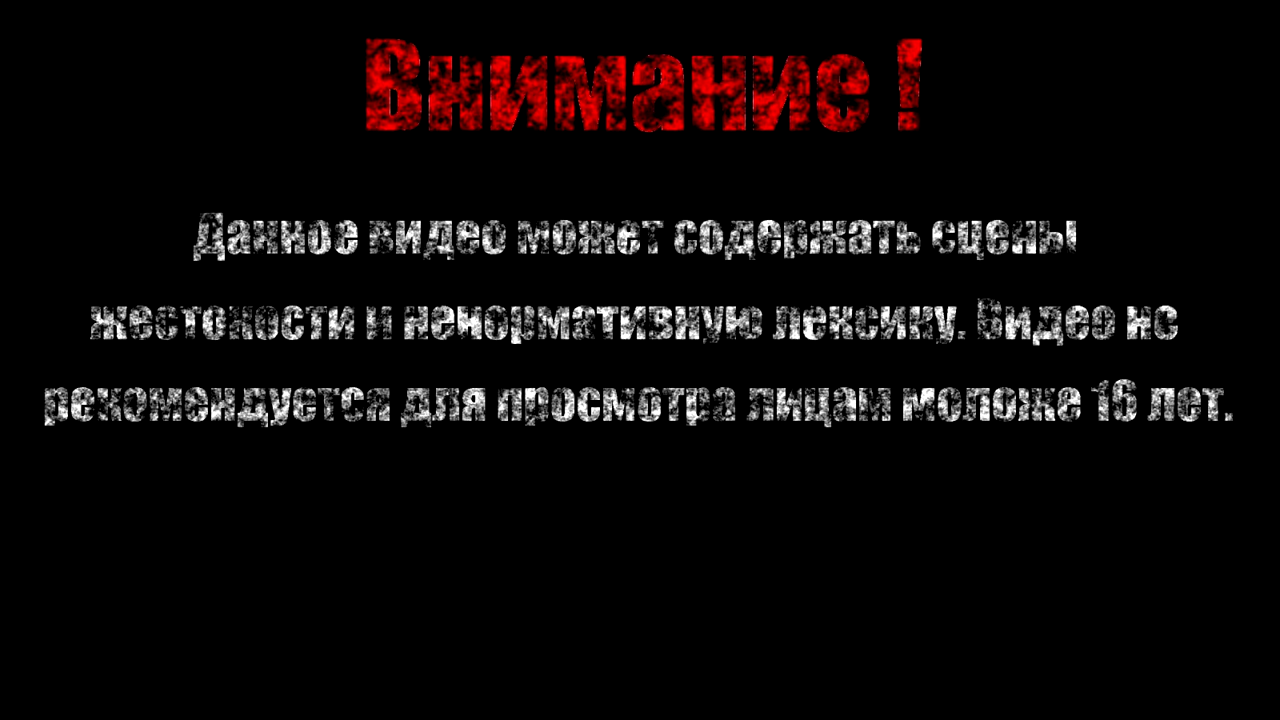 Внимание !
Данное видео может содержать сцены
жестокости и ненормативную лексику. Видео не
рекомендуется для просмотра лицам моложе 16 лет.